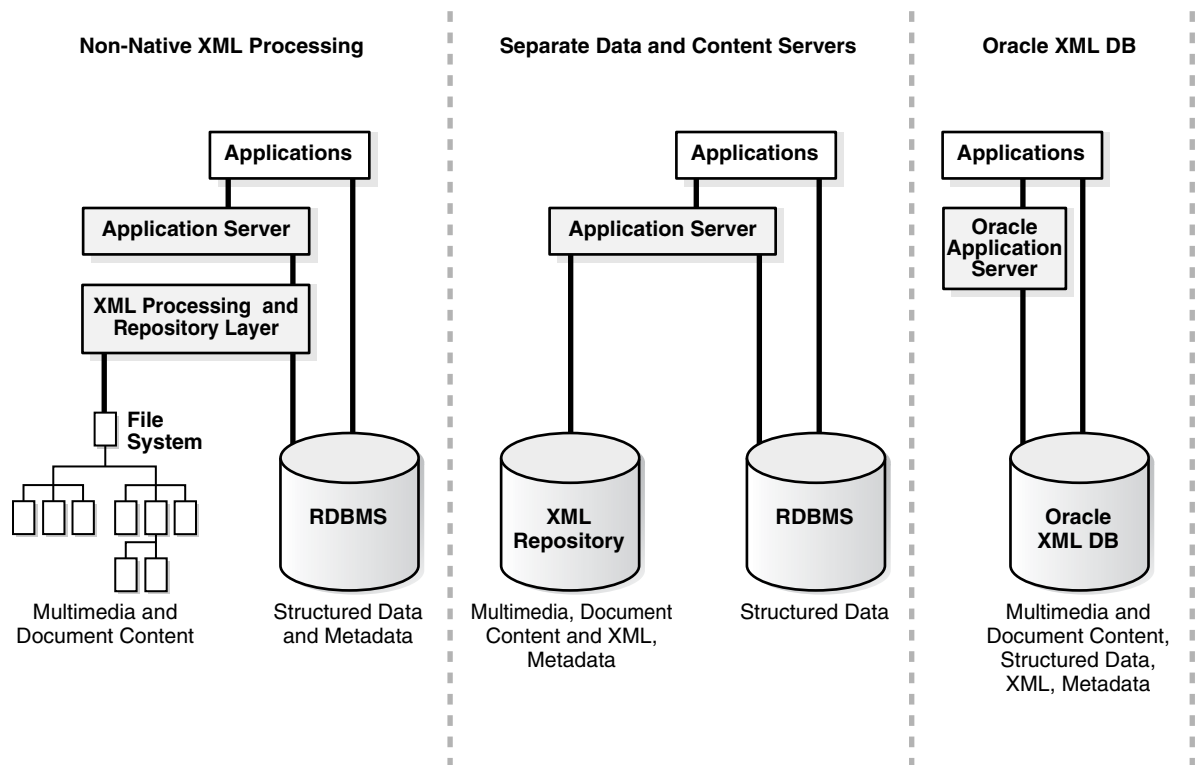 Non-Native XML Processing
Applications
Application Server
XML Processing and
Repository Layer
File
System
RDBMS
Multimedia and
Document Content
Structured Data
and Metadata
Separate Data and Content Servers
Applications
Application Server
XML
Repository
RDBMS
Multimedia, Document
Content and XML,
Metadata
Structured Data
Oracle XML DB
Applications
Oracle
Application
Server
Oracle
XML DB
Multimedia and
Document Content,
Structured Data,
XML, Metadata